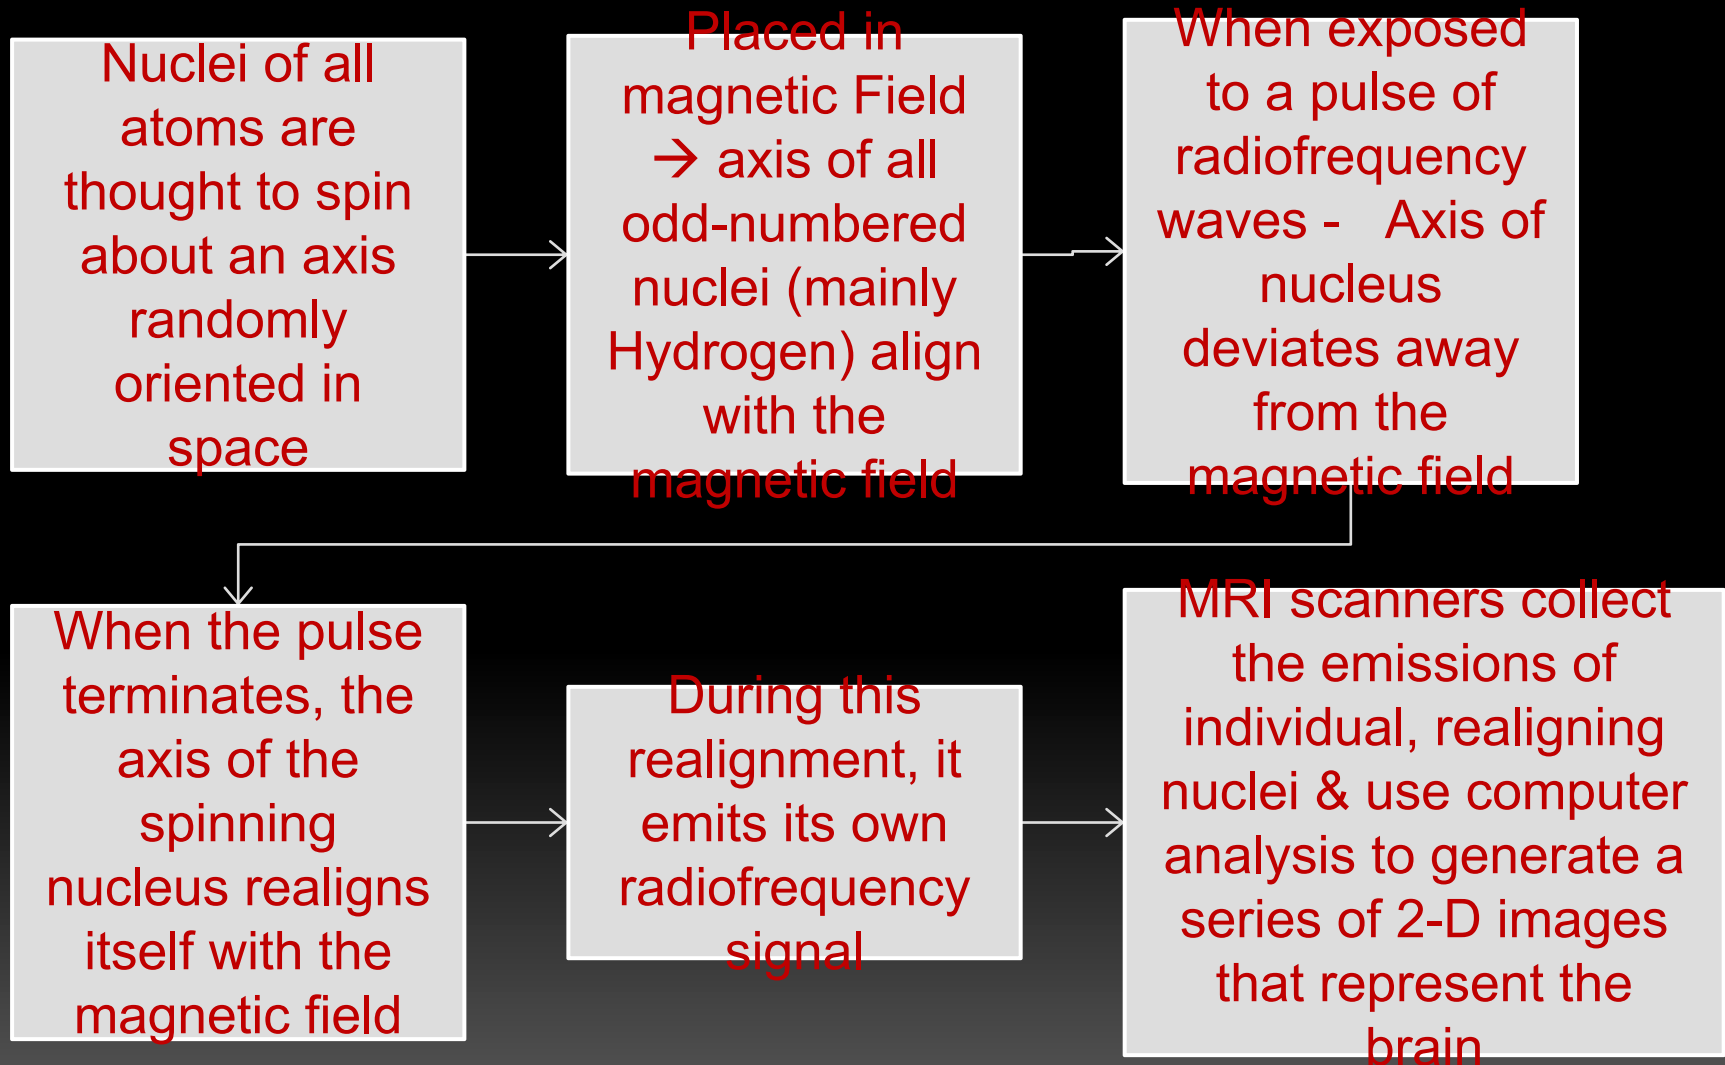 Nuclei of all
atoms are
thought to spin
about an axis
randomly
oriented in
space
Placed in
magnetic Field
→ axis of all
odd-numbered
nuclei (mainly
Hydrogen) align
with the
magnetic field
When exposed
to a pulse of
radiofrequency
waves - Axis of
nucleus
deviates away
from the
magnetic field
When the pulse
terminates, the
axis of the
spinning
nucleus realigns
itself with the
magnetic field
During this
realignment, it
emits its own
radiofrequency
signal
MRI scanners collect
the emissions of
individual, realigning
nuclei & use computer
analysis to generate a
series of 2-D images
that represent the
brain